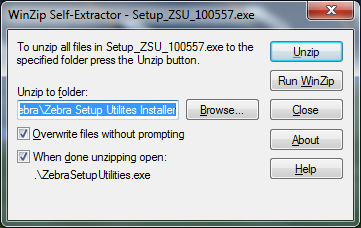 WinZip Self-Extractor - Setup_ZSU_100557.exe
To unzip all files in Setup_ZSU_100557.exe to the
specified folder press the Unzip button.
Unzip to folder:
ebra\Zebra Setup Utilites Installer
Browse...
Overwrite files without prompting
When done unzipping open:
.\ZebraSetupUtilities.exe
Unzip
Run WinZip
Close
About
Help